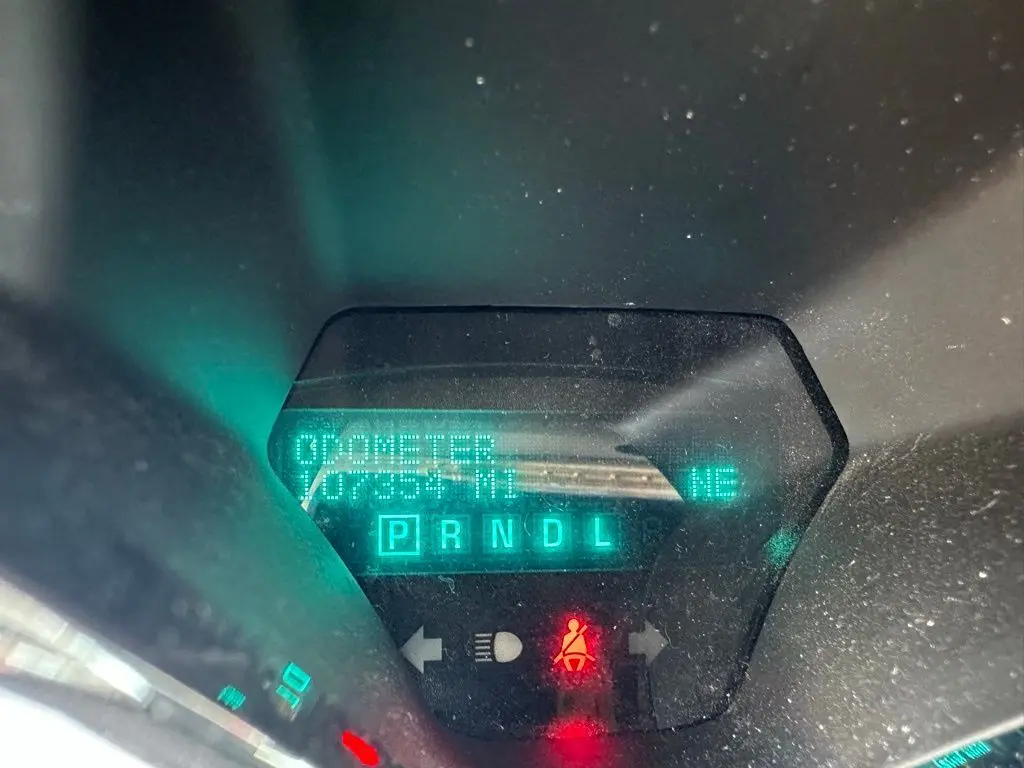 ODOMETER
107354 MI
NE
P R N D L